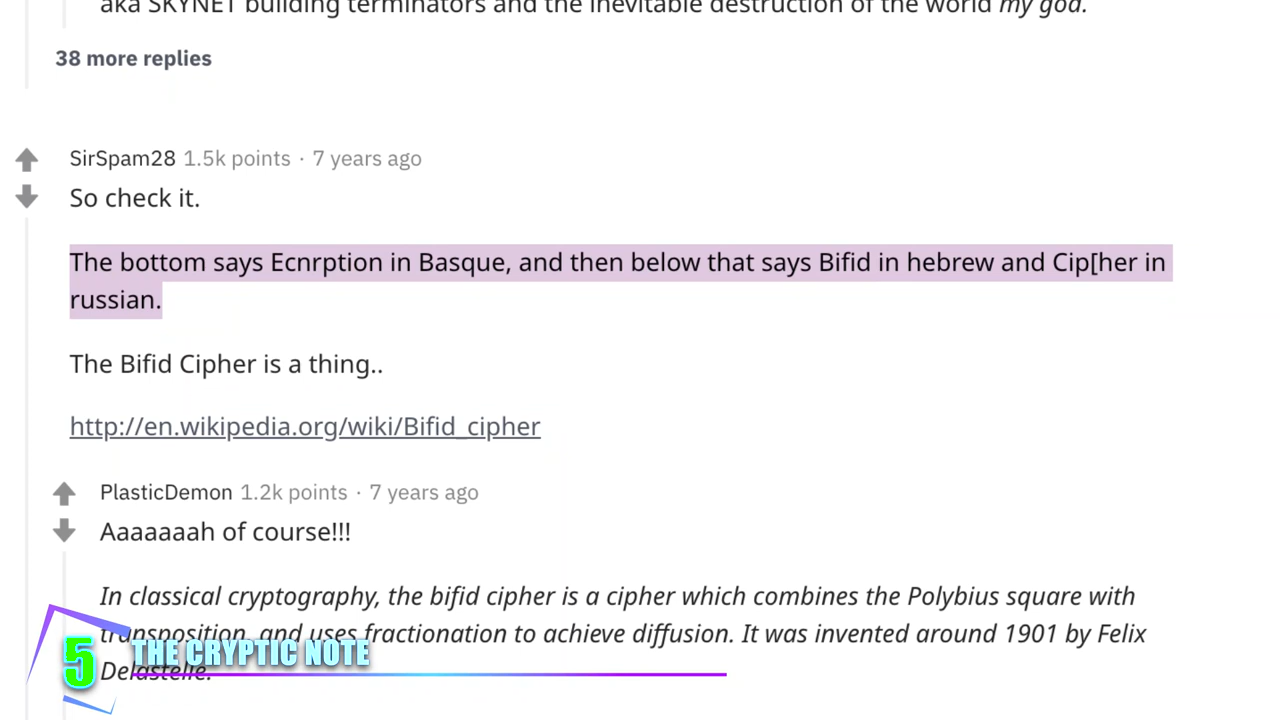 aka SKYNET building terminators and the inevitable destruction of the world my god.
38 more replies
SirSpam28 1.5k points · 7 years ago
So check it.
The bottom says Ecnrption in Basque, and then below that says Bifid in hebrew and Cip[her in
russian.
The Bifid Cipher is a thing..
http://en.wikipedia.org/wiki/Bifid_cipher
PlasticDemon 1.2k points · 7 years ago
Aaaaaaah of course!!!
In classical cryptography, the bifid cipher is a cipher which combines the Polybius square with
transposition, and uses fractionation to achieve diffusion. It was invented around 1901 by Felix
Delastelle.
5 THE CRYPTIC NOTE